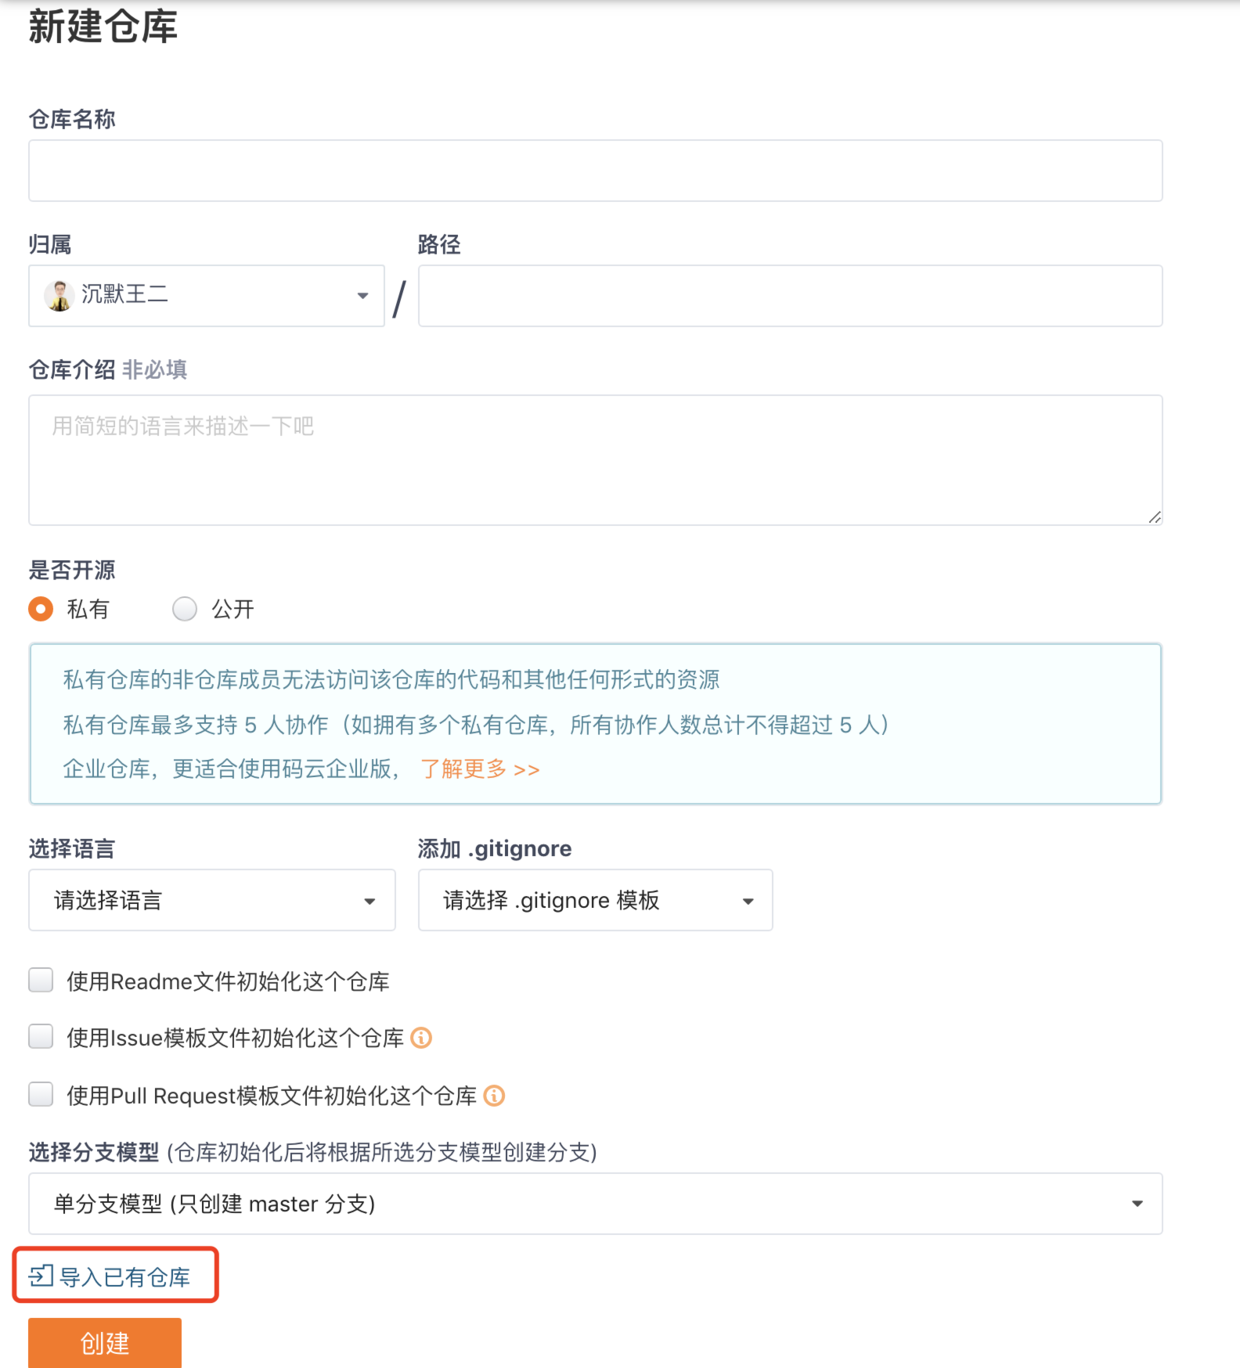 新建仓库
仓库名称
归属
路径
沉默王二
/
仓库介绍 非必填
用简短的语言来描述一下吧
是否开源
私有
公开
私有仓库的非仓库成员无法访问该仓库的代码和其他任何形式的资源
私有仓库最多支持 5 人协作（如拥有多个私有仓库，所有协作人数总计不得超过 5 人）
企业仓库，更适合使用码云企业版， 了解更多 >>
选择语言
添加 .gitignore
请选择语言
请选择 .gitignore 模板
使用Readme文件初始化这个仓库
使用Issue模板文件初始化这个仓库
使用Pull Request模板文件初始化这个仓库
选择分支模型 (仓库初始化后将根据所选分支模型创建分支)
单分支模型 (只创建 master 分支)
导入已有仓库
创建